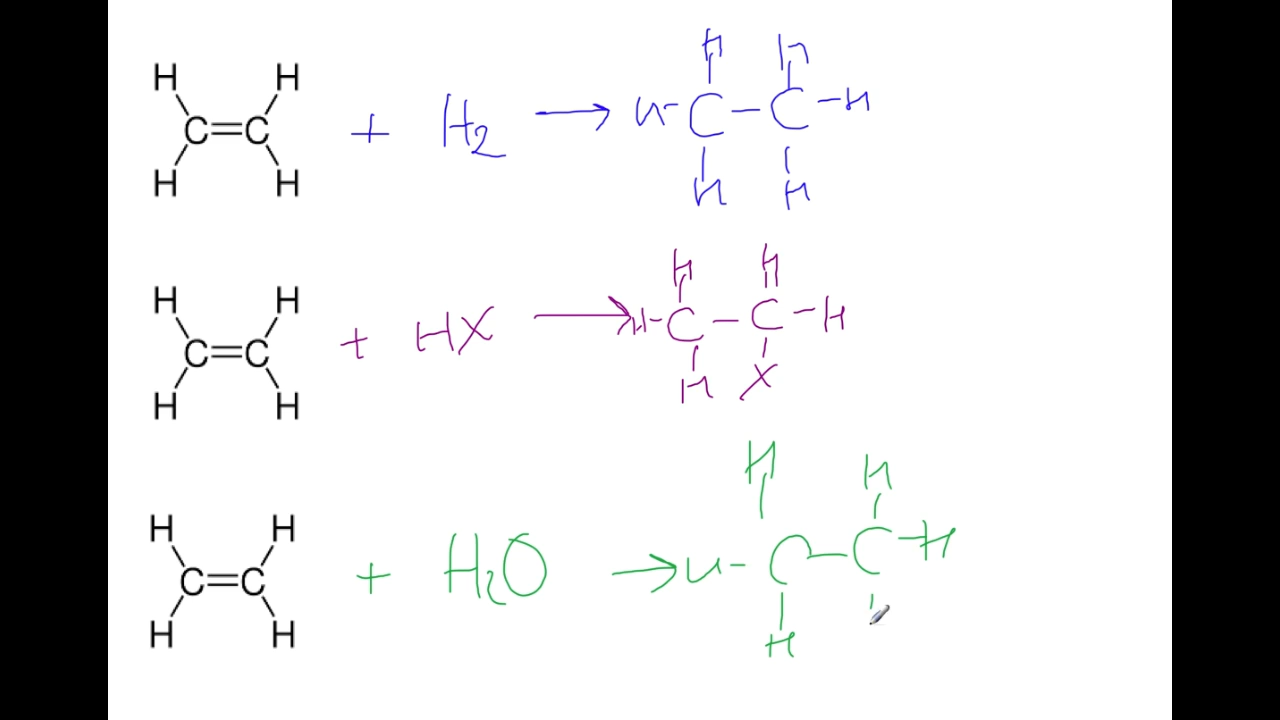 H H H H
C=C + H₂ → H-C-C-H
H H H H
H H H H
C=C + HX → H-C-C-H
H H H X
H H H H
C=C + H₂O → H-C-C-H
H H H